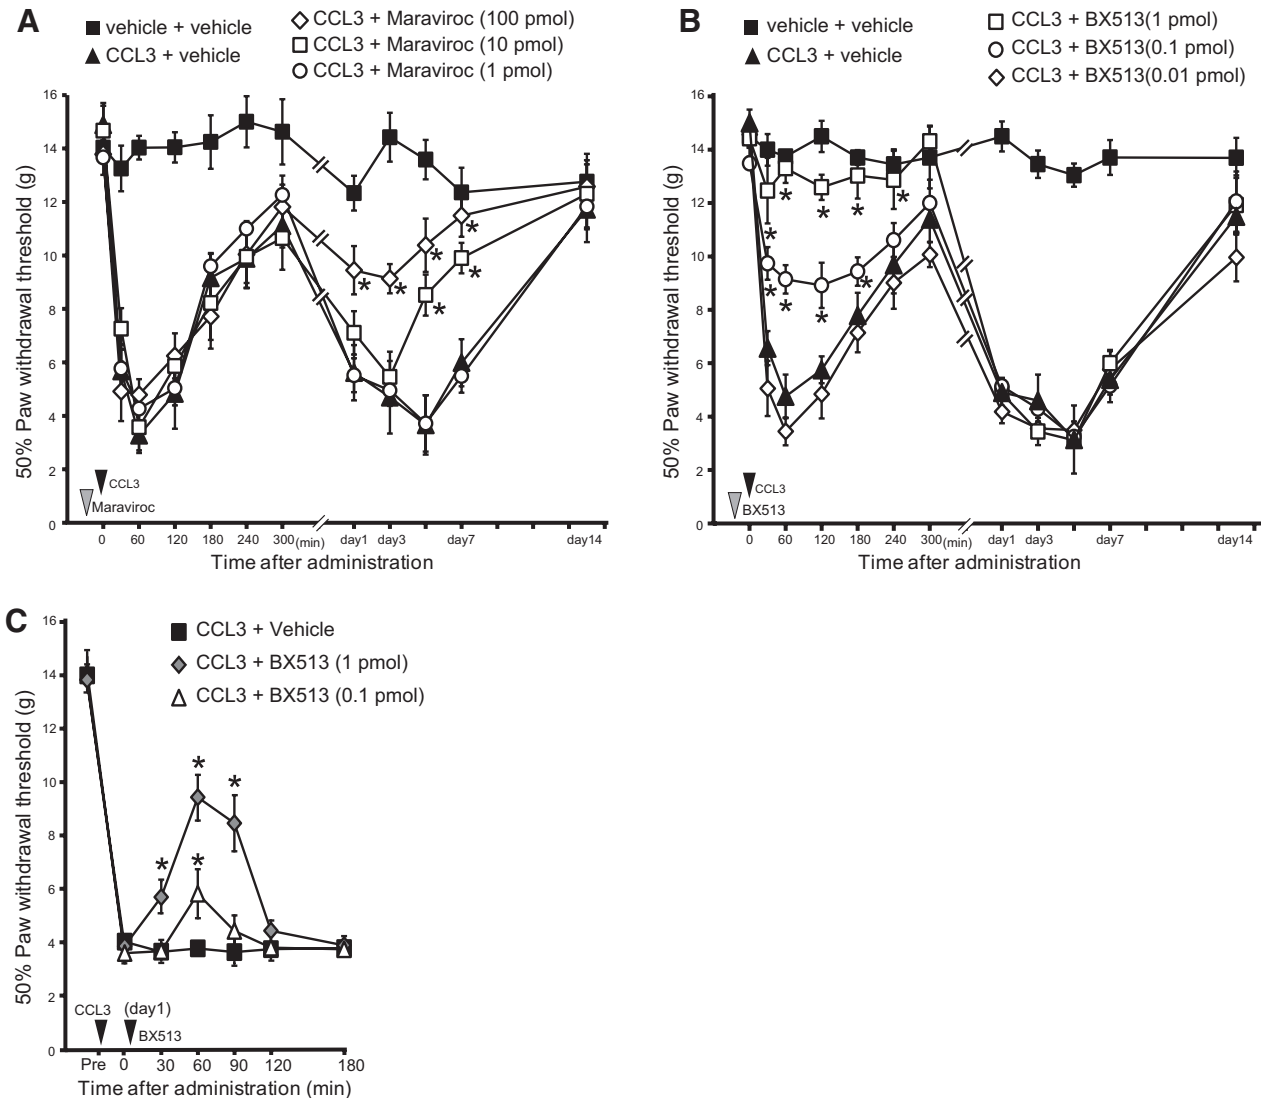 A
vehicle + vehicle
CCL3 + vehicle
CCL3 + Maraviroc (100 pmol)
CCL3 + Maraviroc (10 pmol)
CCL3 + Maraviroc (1 pmol)
50% Paw withdrawal threshold (g)
16
14
12
10
8
6
4
2
0
* * * * * *
CCL3
Maraviroc
0 60 120 180 240 300(min) day1 day3 day7 day14
Time after administration
B
vehicle + vehicle
CCL3 + vehicle
CCL3 + BX513(1 pmol)
CCL3 + BX513(0.1 pmol)
CCL3 + BX513(0.01 pmol)
50% Paw withdrawal threshold (g)
16
14
12
10
8
6
4
2
0
* * * * *
* * * *
CCL3
BX513
0 60 120 180 240 300(min) day1 day3 day7 day14
Time after administration
C
CCL3 + Vehicle
CCL3 + BX513 (1 pmol)
CCL3 + BX513 (0.1 pmol)
50% Paw withdrawal threshold (g)
16
14
12
10
8
6
4
2
0
* * * *
CCL3 (day1)
BX513
Pre 0 30 60 90 120 180
Time after administration (min)